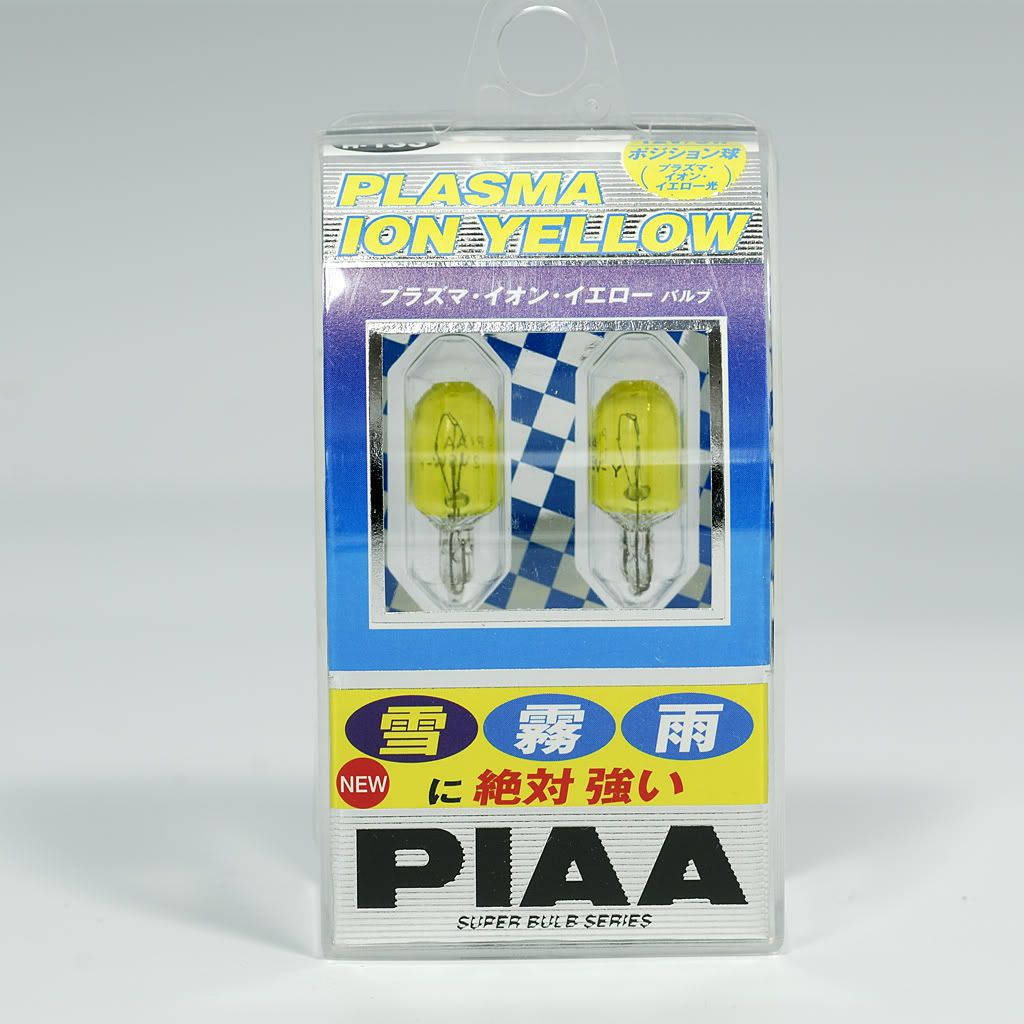 ポジション球
(プラズマ・
イオン・
イエロー光)
PLASMA
ION YELLOW
プラズマ・イオン・イエロー バルブ
PIAA
雪 霧 雨
NEW
に 絶対 強い
PIAA
SUPER BULB SERIES